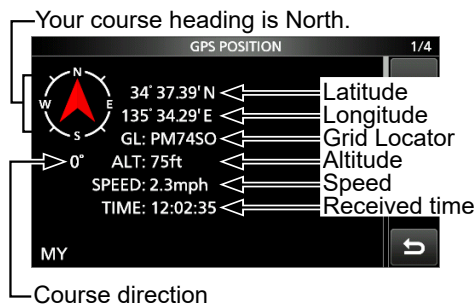 Your course heading is North.
GPS POSITION 1/4
N
W E
S
34°37.39'N Latitude
135°34.29'E Longitude
GL: PM74SO Grid Locator
0° ALT: 75ft Altitude
SPEED: 2.3mph Speed
TIME: 12:02:35 Received time
MY
Course direction